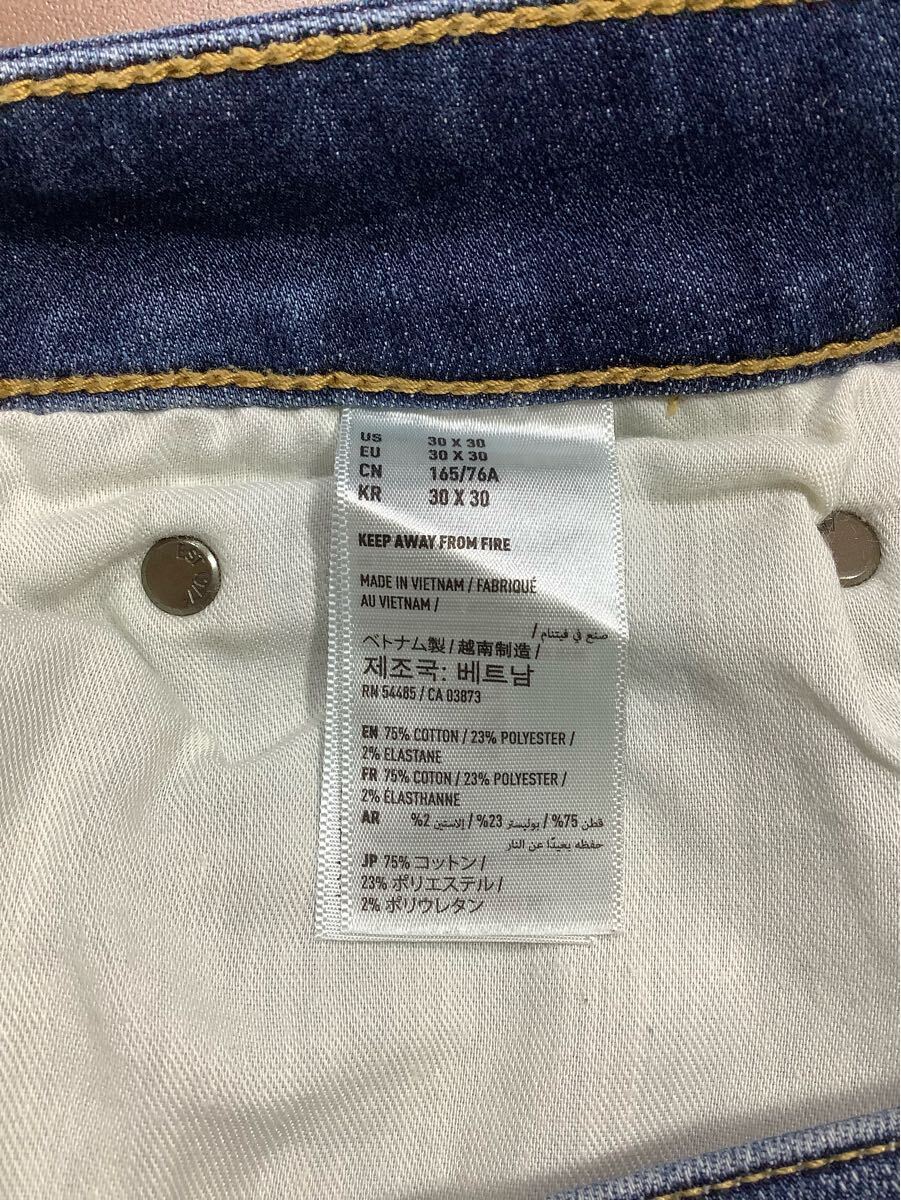 US 30 X 30
EU 30 X 30
CN 165/76A
KR 30 X 30
KEEP AWAY FROM FIRE
MADE IN VIETNAM / FABRIQUÉ
AU VIETNAM /
صنع في فيتنام /
ベトナム製 / 越南制造 /
제조국: 베트남
RN 54485 / CA 03873
EN 75% COTTON / 23% POLYESTER /
2% ELASTANE
FR 75% COTON / 23% POLYESTER /
2% ÉLASTHANNE
AR قطن 75% / بوليستر 23% / إلاستين 2%
حفظه بعيدًا عن النار
JP 75% コットン /
23% ポリエステル /
2% ポリウレタン